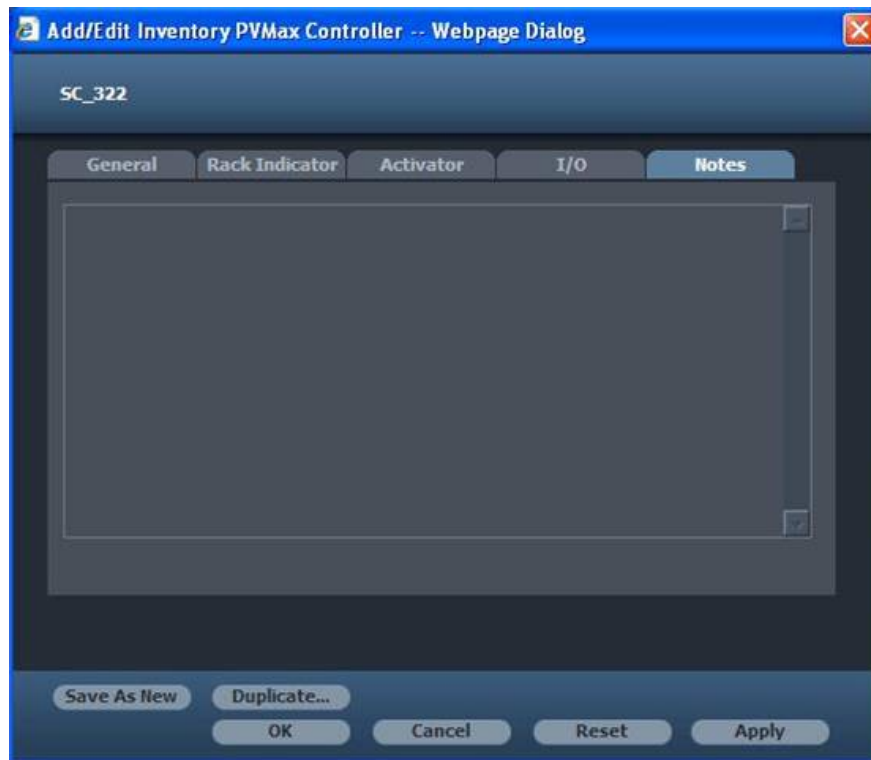 Add/Edit Inventory PVMax Controller -- Webpage Dialog
SC_322
General Rack Indicator Activator I/O Notes
Save As New Duplicate...
OK Cancel Reset Apply